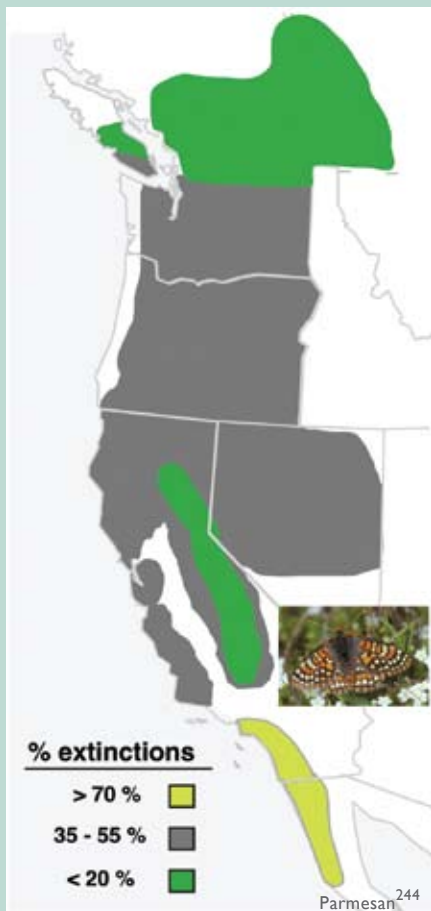 % extinctions
> 70 %
35 - 55 %
< 20 %
Parmesan244